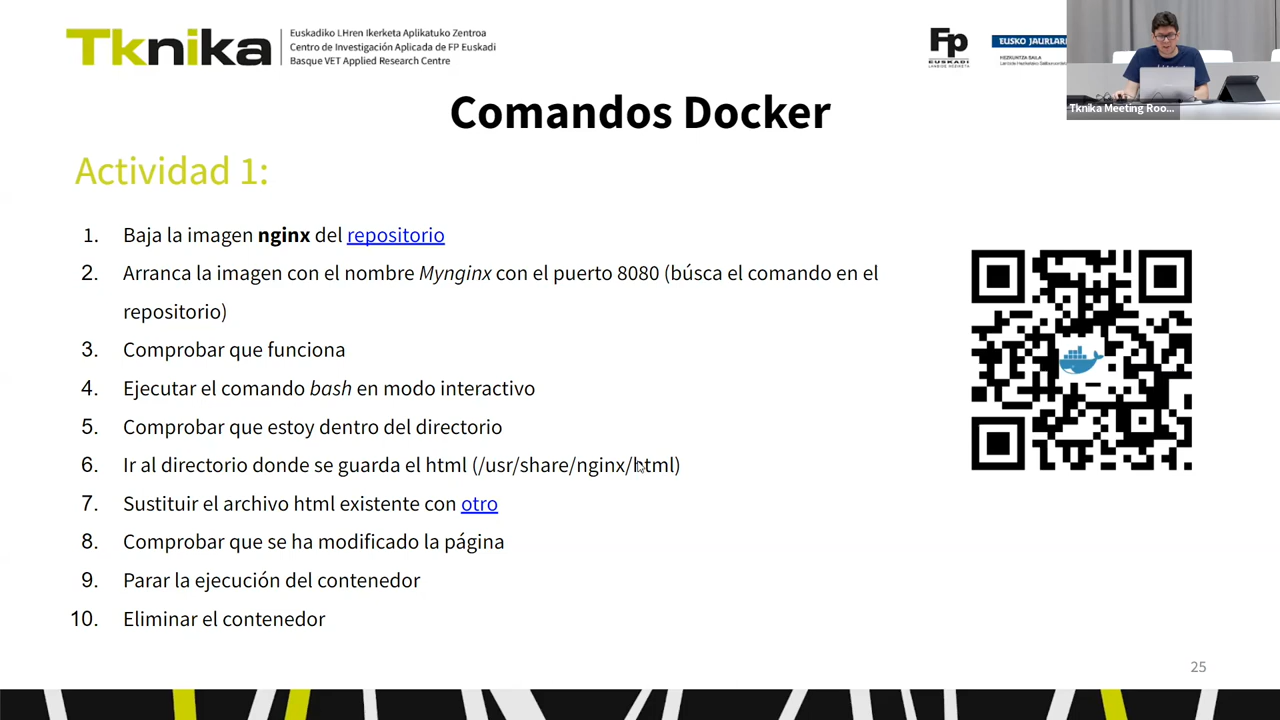 Tknika
Euskadiko LHren Ikerketa Aplikatuko Zentroa
Centro de Investigación Aplicada de FP Euskadi
Basque VET Applied Research Centre
Fp
EUSKADI
LANBIDE HEZIKETA
EUSKO JAURLARI
HEZKUNTZA SAILA
Tknika Meeting Roo...
Comandos Docker
Actividad 1:
1. Baja la imagen nginx del repositorio
2. Arranca la imagen con el nombre Mynginx con el puerto 8080 (búsca el comando en el
repositorio)
3. Comprobar que funciona
4. Ejecutar el comando bash en modo interactivo
5. Comprobar que estoy dentro del directorio
6. Ir al directorio donde se guarda el html (/usr/share/nginx/html)
7. Sustituir el archivo html existente con otro
8. Comprobar que se ha modificado la página
9. Parar la ejecución del contenedor
10. Eliminar el contenedor
25